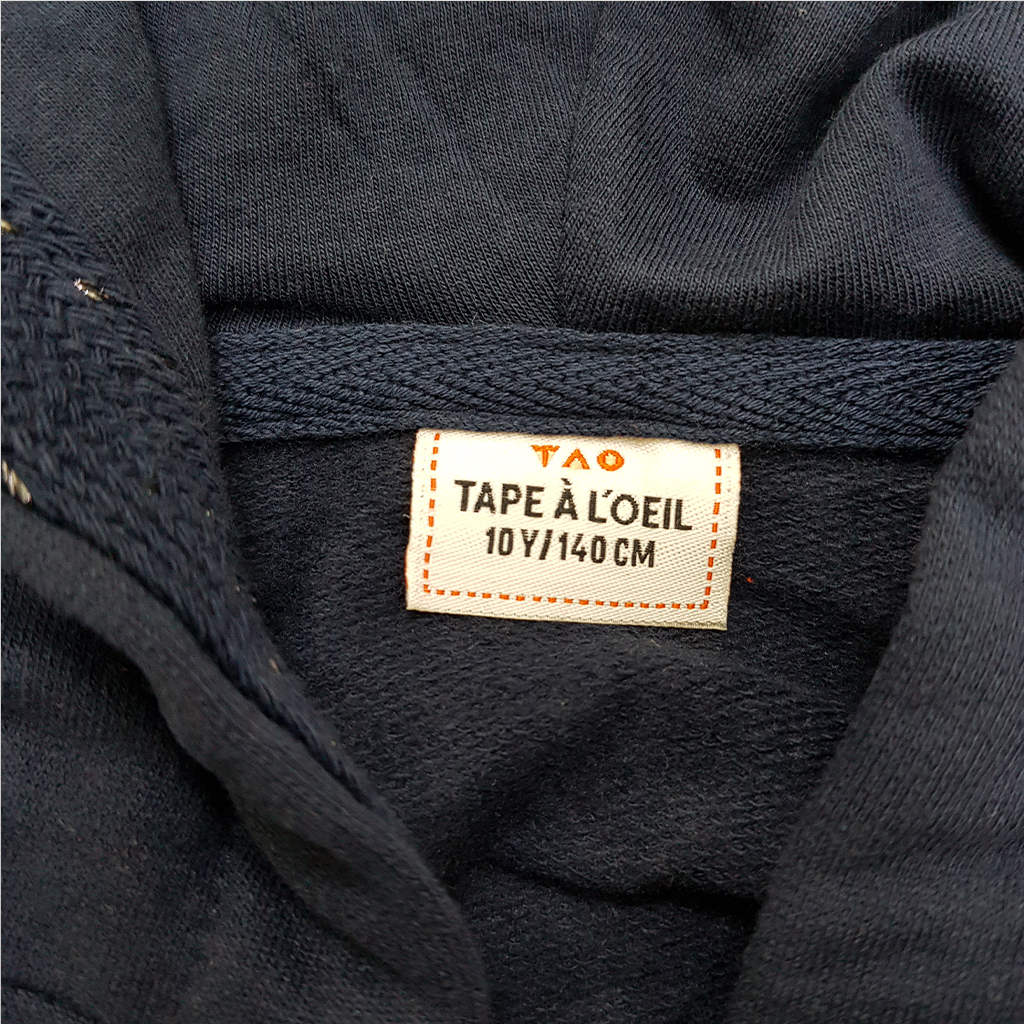 TAO
TAPE À L'OEIL
10 Y/140 CM